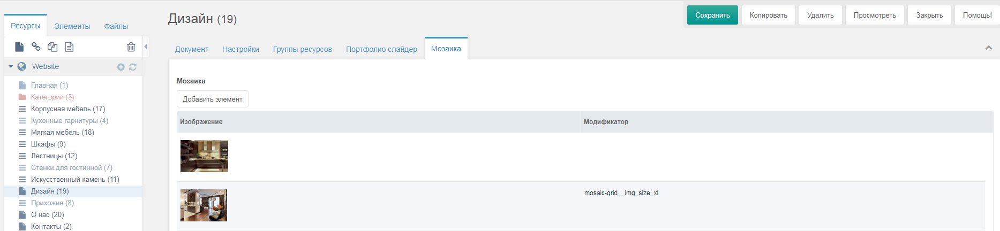 Ресурсы Элементы Файлы
Website
Главная (1)
Категории (3)
Корпусная мебель (17)
Кухонные гарнитуры (4)
Мягкая мебель (18)
Шкафы (9)
Лестницы (12)
Стенки для гостинной (7)
Искусственный камень (11)
Дизайн (19)
Прихожие (8)
О нас (20)
Контакты (2)
Дизайн (19)
Сохранить Копировать Удалить Просмотреть Закрыть Помощь!
Документ Настройки Группы ресурсов Портфолио слайдер Мозаика
Мозаика
Добавить элемент
Изображение Модификатор
mosaic-grid__img_size_xl